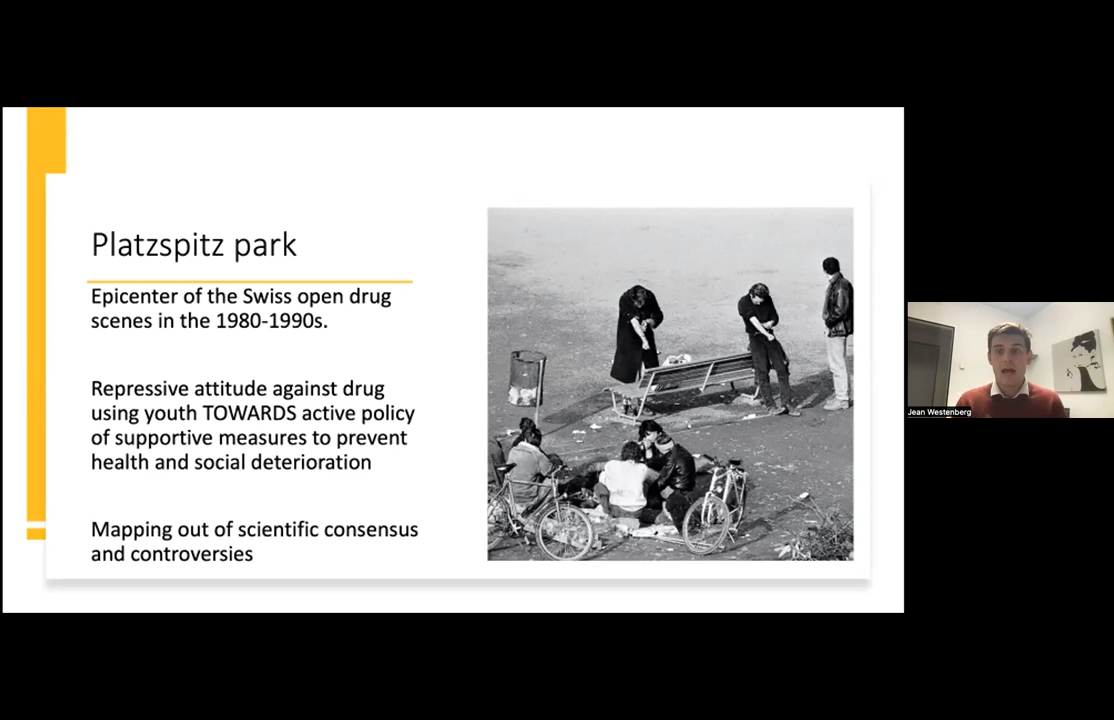 Platzspitz park
Epicenter of the Swiss open drug
scenes in the 1980-1990s.
Repressive attitude against drug
using youth TOWARDS active policy
of supportive measures to prevent
health and social deterioration
Mapping out of scientific consensus
and controversies
Jean Westenberg